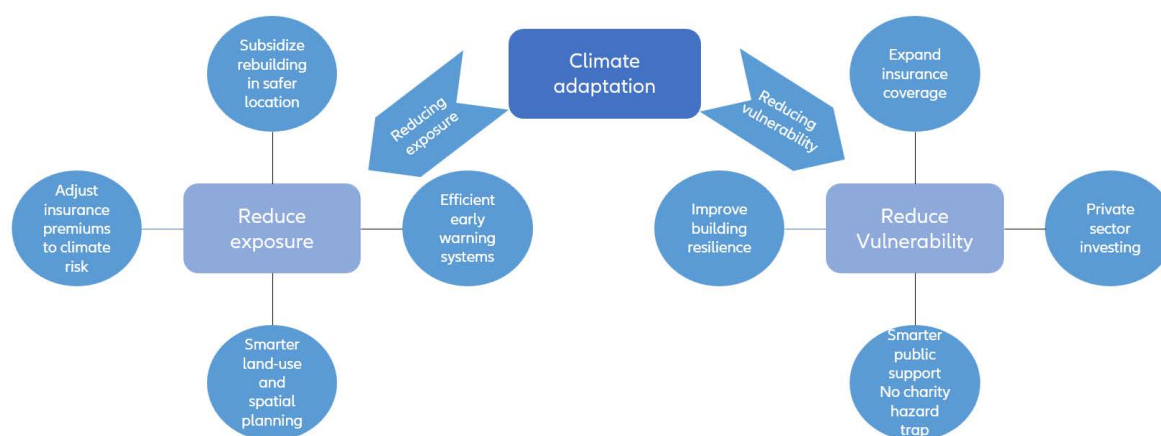 Climate
adaptation
Reducing
exposure
Reducing
vulnerability
Subsidize
rebuilding
in safer
location
Adjust
insurance
premiums
to climate
risk
Reduce
exposure
Efficient
early
warning
systems
Smarter
land-use
and
spatial
planning
Expand
insurance
coverage
Improve
building
resilience
Reduce
Vulnerability
Private
sector
investing
Smarter
public
support
No charity
hazard
trap